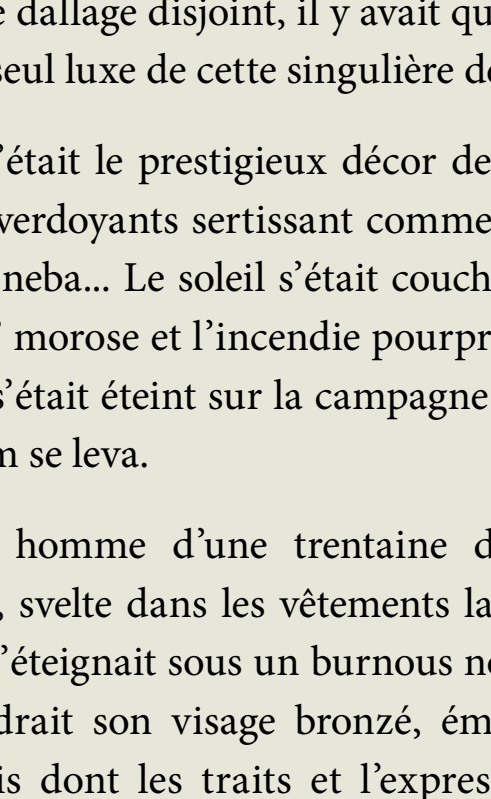 e dallage disjoint, il y avait qu
seul luxe de cette singulière de
'était le prestigieux décor de
verdoyants sertissant comme
neba... Le soleil s'était couch
' morose et l'incendie pourpr
s'était éteint sur la campagne
m se leva.
homme d'une trentaine d
, svelte dans les vêtements la
'éteignait sous un burnous no
drait son visage bronzé, ém
is dont les traits et l'expres